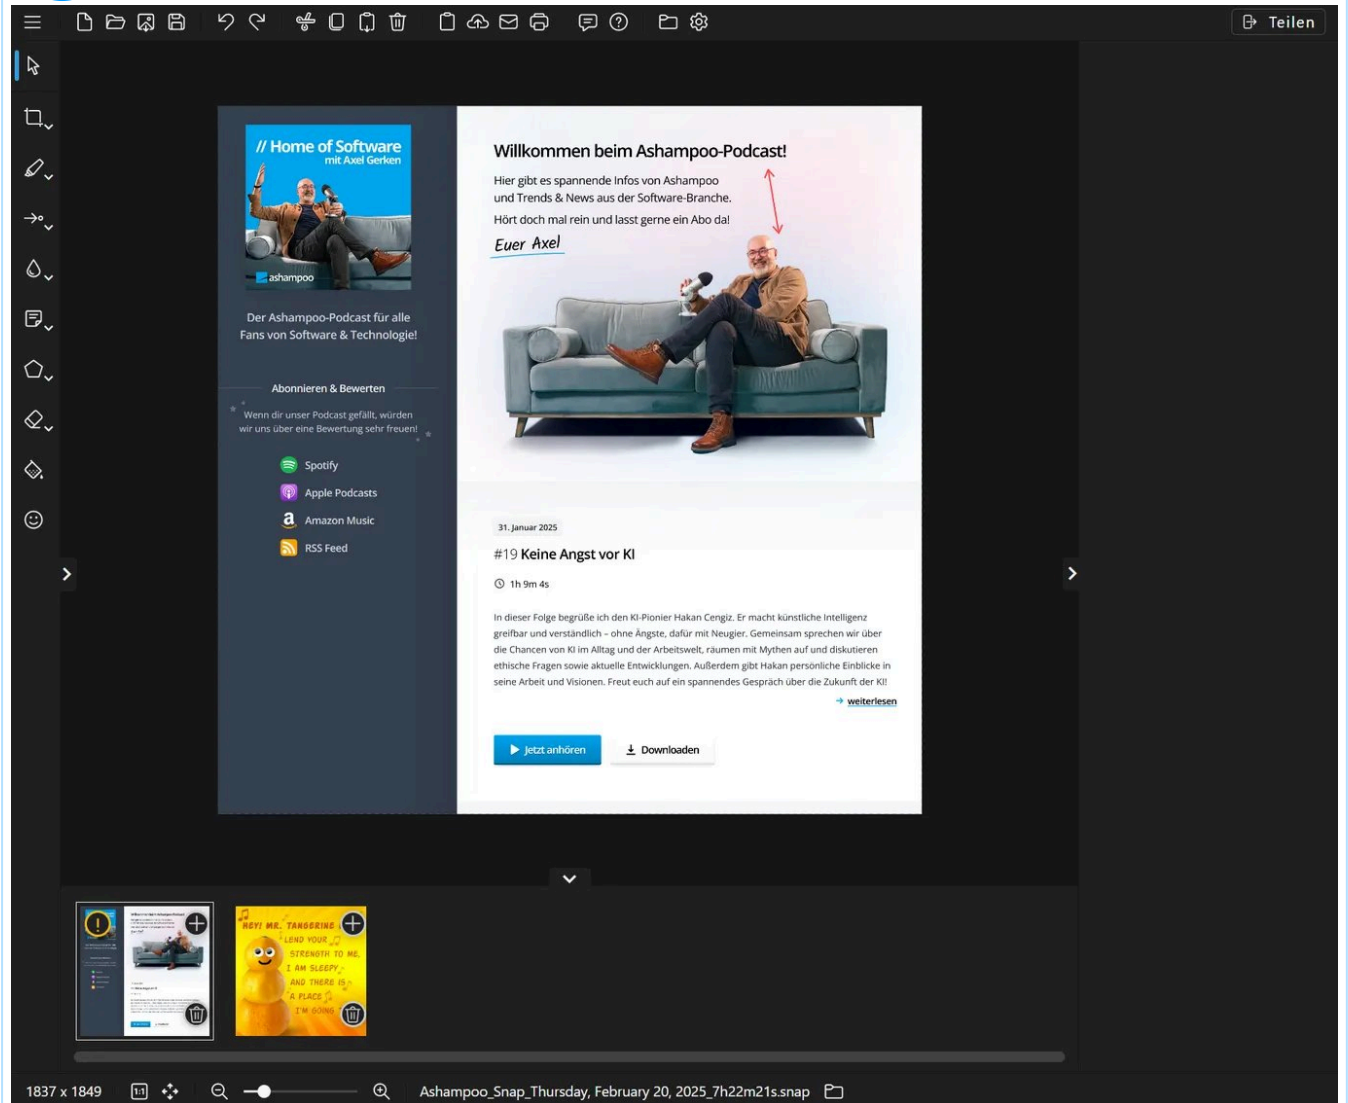 Teilen
// Home of Software
mit Axel Gerken
ashampoo
Der Ashampoo-Podcast für alle
Fans von Software & Technologie!
Abonnieren & Bewerten
Wenn dir unser Podcast gefällt, würden
wir uns über eine Bewertung sehr freuen!
Spotify
Apple Podcasts
Amazon Music
RSS Feed
Willkommen beim Ashampoo-Podcast!
Hier gibt es spannende Infos von Ashampoo
und Trends & News aus der Software-Branche.
Hört doch mal rein und lasst gerne ein Abo da!
Euer Axel
31. Januar 2025
#19 Keine Angst vor KI
1h 9m 4s
In dieser Folge begrüße ich den KI-Pionier Hakan Cengiz. Er macht künstliche Intelligenz
greifbar und verständlich – ohne Ängste, dafür mit Neugier. Gemeinsam sprechen wir über
die Chancen von KI im Alltag und der Arbeitswelt, räumen mit Mythen auf und diskutieren
ethische Fragen sowie aktuelle Entwicklungen. Außerdem gibt Hakan persönliche Einblicke in
seine Arbeit und Visionen. Freut euch auf ein spannendes Gespräch über die Zukunft der KI!
weiterlesen
Jetzt anhören
Downloaden
HEY! MR. TANGERINE
LEND YOUR
STRENGTH TO ME,
I AM SLEEPY
AND THERE IS
A PLACE
I'M GOING
1837 x 1849
1:1
Ashampoo_Snap_Thursday, February 20, 2025_7h22m21s.snap